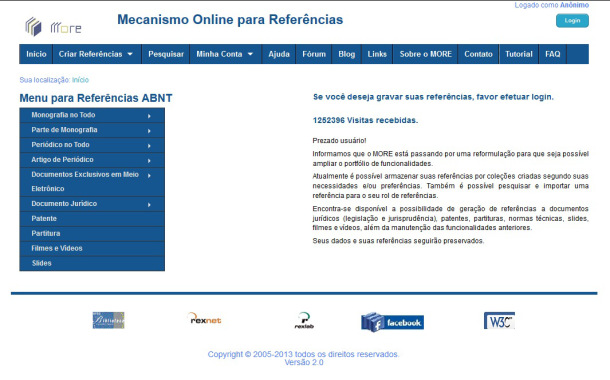 Logado como Anônimo
more
Mecanismo Online para Referências
Login
Início Criar Referências Pesquisar Minha Conta Ajuda Fórum Blog Links Sobre o MORE Contato Tutorial FAQ
Sua localização: Início
Menu para Referências ABNT
Monografia no Todo
Parte de Monografia
Periódico no Todo
Artigo de Periódico
Documentos Exclusivos em Meio
Eletrônico
Documento Jurídico
Patente
Partitura
Filmes e Vídeos
Slides
Se você deseja gravar suas referências, favor efetuar login.
1252396 Visitas recebidas.
Prezado usuário!
Informamos que o MORE está passando por uma reformulação para que seja possível
ampliar o portfólio de funcionalidades.
Atualmente é possível armazenar suas referências por coleções criadas segundo suas
necessidades e/ou preferências. Também é possível pesquisar e importar uma
referência para o seu rol de referências.
Encontra-se disponível a possibilidade de geração de referências a documentos
jurídicos (legislação e jurisprudência), patentes, partituras, normas técnicas, slides,
filmes e vídeos, além da manutenção das funcionalidades anteriores.
Seus dados e suas referências seguirão preservados.
rexnet
rexlab
facebook
W3C
Copyright © 2005-2013 todos os direitos reservados.
Versão 2.0